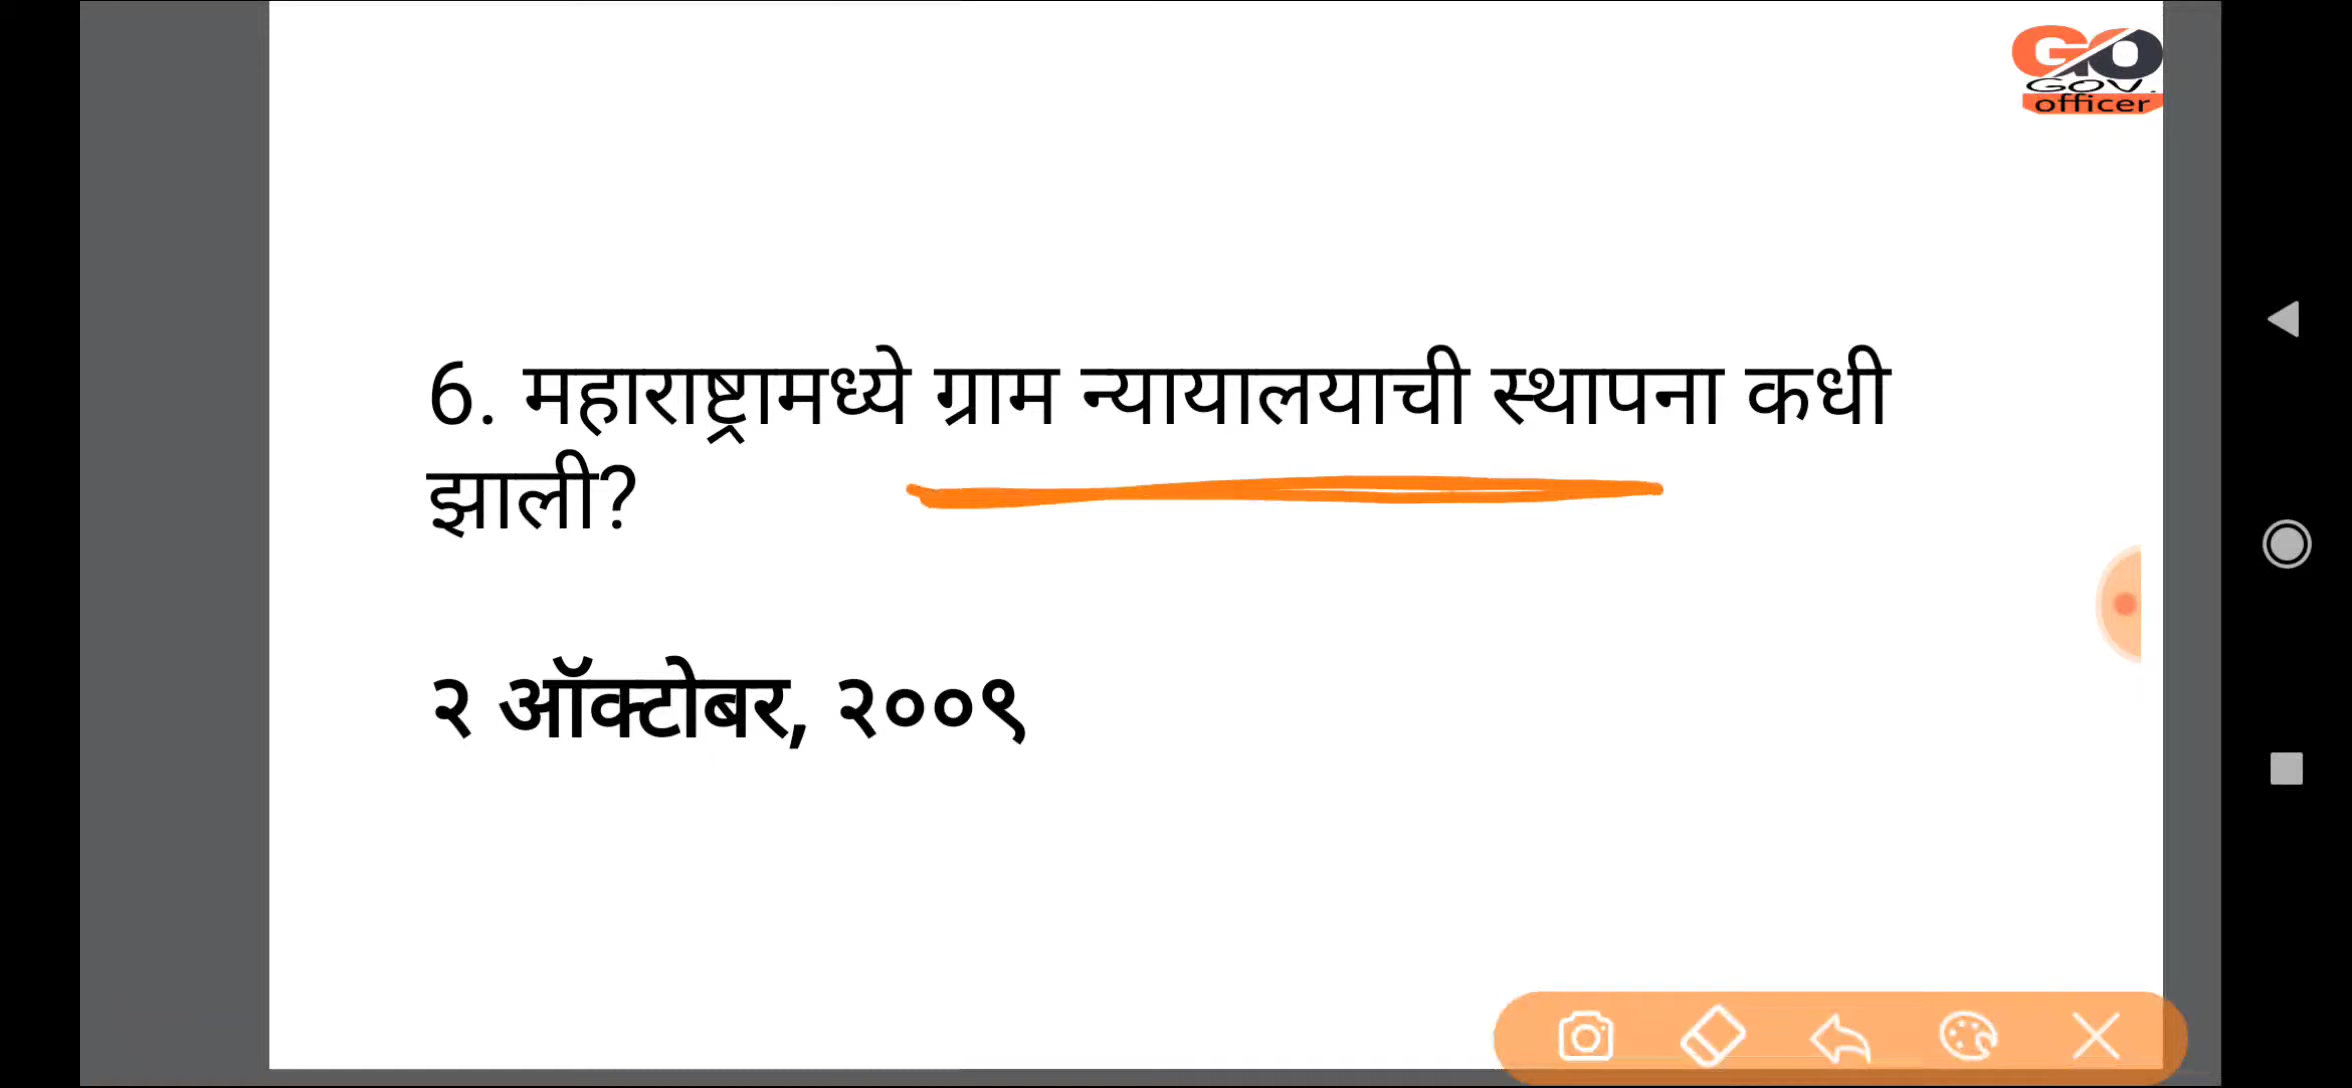 GO
GOV.
officer
6. महाराष्ट्रामध्ये ग्राम न्यायालयाची स्थापना कधी
झाली?
२ ऑक्टोबर, २००९